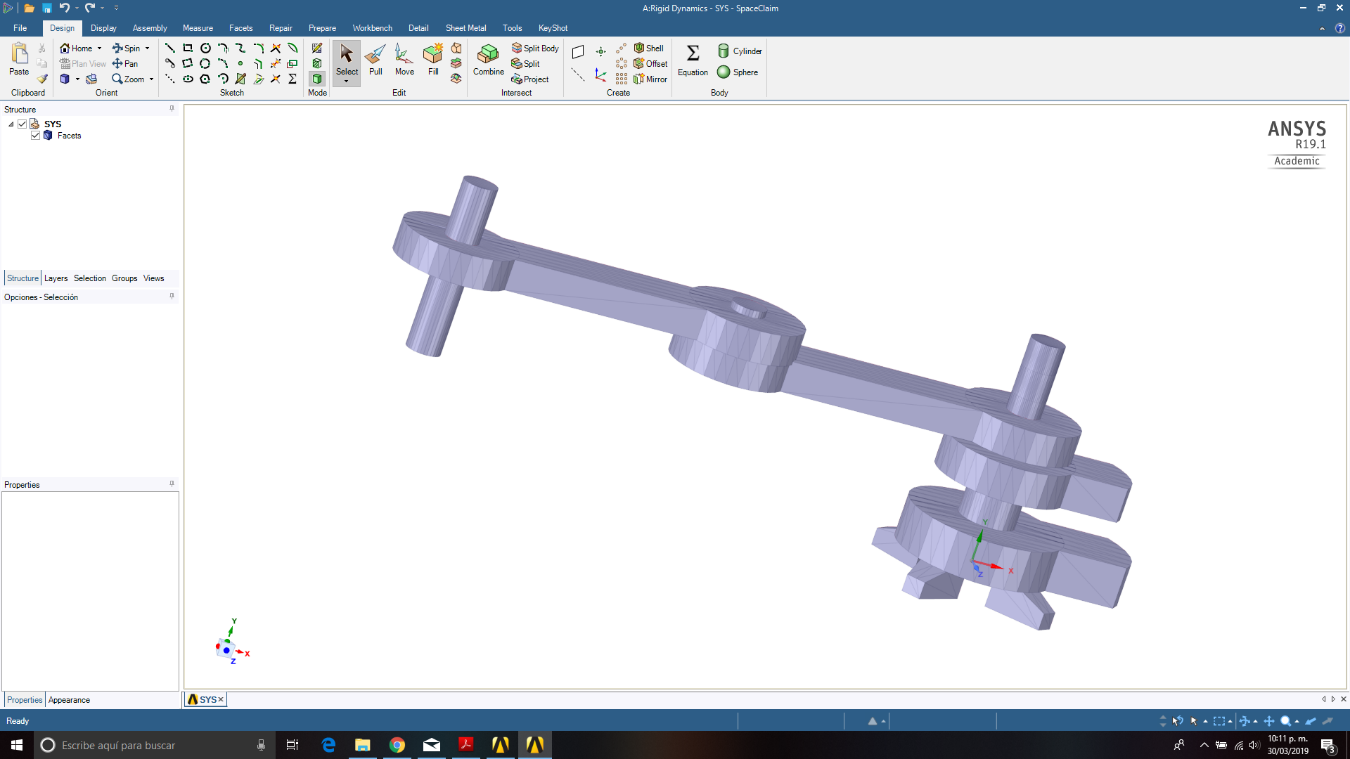 A:Rigid Dynamics - SYS - SpaceClaim
File Design Display Assembly Measure Facets Repair Prepare Workbench Detail Sheet Metal Tools KeyShot
Paste
Home Spin
Plan View Pan
Zoom
Select Pull Move Fill
Combine
Split Body
Split
Project
Shell
Offset
Mirror
Equation
Cylinder
Sphere
Clipboard Orient Sketch Mode Edit Intersect Create Body
Structure
SYS
Facets
Structure Layers Selection Groups Views
Opciones - Selección
Properties
Properties Appearance
ANSYS
R19.1
Academic
Y
X
Z
Y
X
Z
SYS
Ready
Escribe aquí para buscar
10:11 p. m.
30/03/2019
3